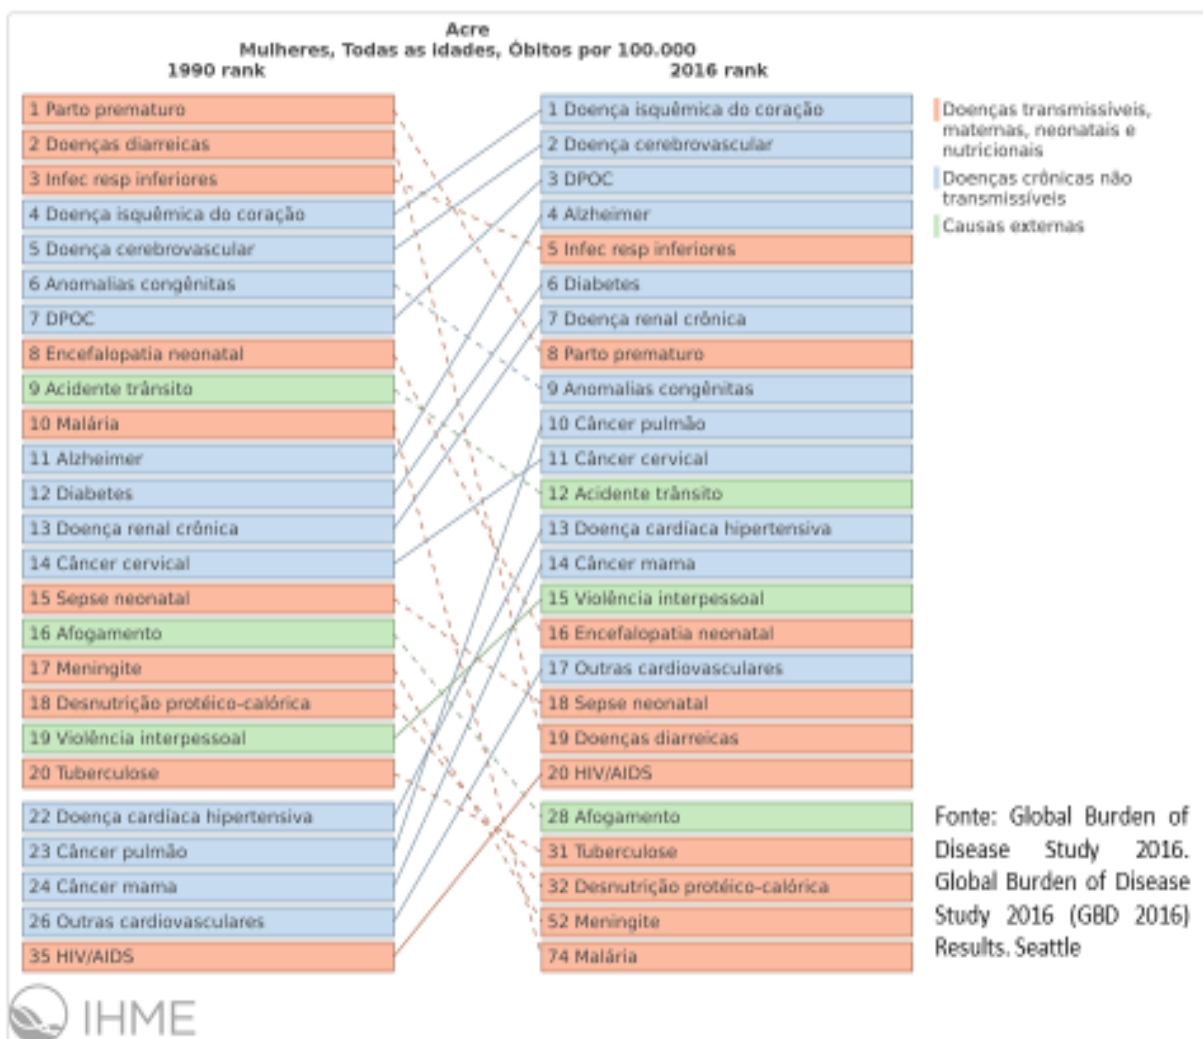 Acre
Mulheres, Todas as idades, Óbitos por 100.000
1990 rank
2016 rank
1 Parto prematuro
2 Doenças diarreicas
3 Infec resp inferiores
4 Doença isquêmica do coração
5 Doença cerebrovascular
6 Anomalias congênitas
7 DPOC
8 Encefalopatia neonatal
9 Acidente trânsito
10 Malária
11 Alzheimer
12 Diabetes
13 Doença renal crônica
14 Câncer cervical
15 Sepse neonatal
16 Afogamento
17 Meningite
18 Desnutrição protéico-calórica
19 Violência interpessoal
20 Tuberculose
22 Doença cardíaca hipertensiva
23 Câncer pulmão
24 Câncer mama
26 Outras cardiovasculares
35 HIV/AIDS
1 Doença isquêmica do coração
2 Doença cerebrovascular
3 DPOC
4 Alzheimer
5 Infec resp inferiores
6 Diabetes
7 Doença renal crônica
8 Parto prematuro
9 Anomalias congênitas
10 Câncer pulmão
11 Câncer cervical
12 Acidente trânsito
13 Doença cardíaca hipertensiva
14 Câncer mama
15 Violência interpessoal
16 Encefalopatia neonatal
17 Outras cardiovasculares
18 Sepse neonatal
19 Doenças diarreicas
20 HIV/AIDS
28 Afogamento
31 Tuberculose
32 Desnutrição protéico-calórica
52 Meningite
74 Malária
Doenças transmissíveis,
maternas, neonatais e
nutricionais
Doenças crônicas não
transmissíveis
Causas externas
Fonte: Global Burden of
Disease Study 2016.
Global Burden of Disease
Study 2016 (GBD 2016)
Results. Seattle
IHME